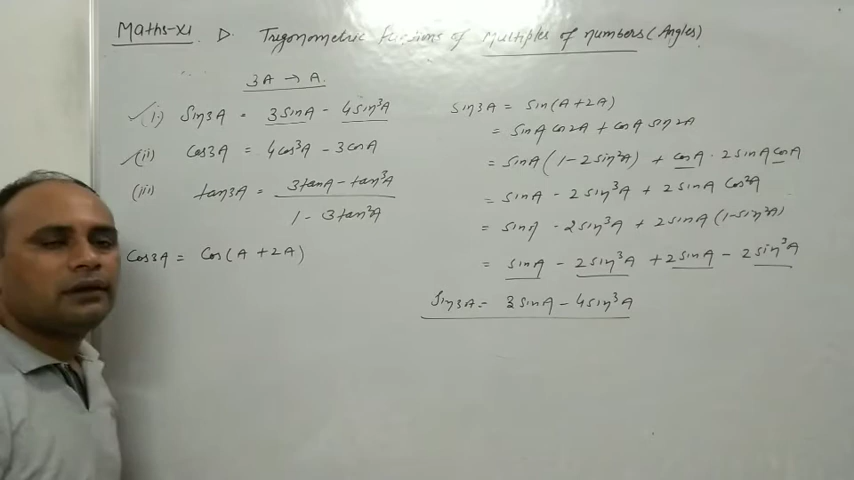 Maths-XI ▷ Trigonometric functions of Multiples of numbers (Angles)
3A → A.
(i) Sin3A = 3sinA - 4sin³A
(ii) cos3A = 4cos³A - 3cosA
(iii) tan3A = 3tanA - tan³A / 1 - 3tan²A
Cos3A = Cos(A + 2A)
Sin3A = Sin(A + 2A)
= SinA cos2A + cosA sin2A
= SinA(1 - 2sin²A) + cosA . 2sinA cosA
= SinA - 2sin³A + 2sinA cos²A
= sinA - 2sin³A + 2sinA(1-sin²A)
= sinA - 2sin³A + 2sinA - 2sin³A
Sin3A = 3sinA - 4sin³A